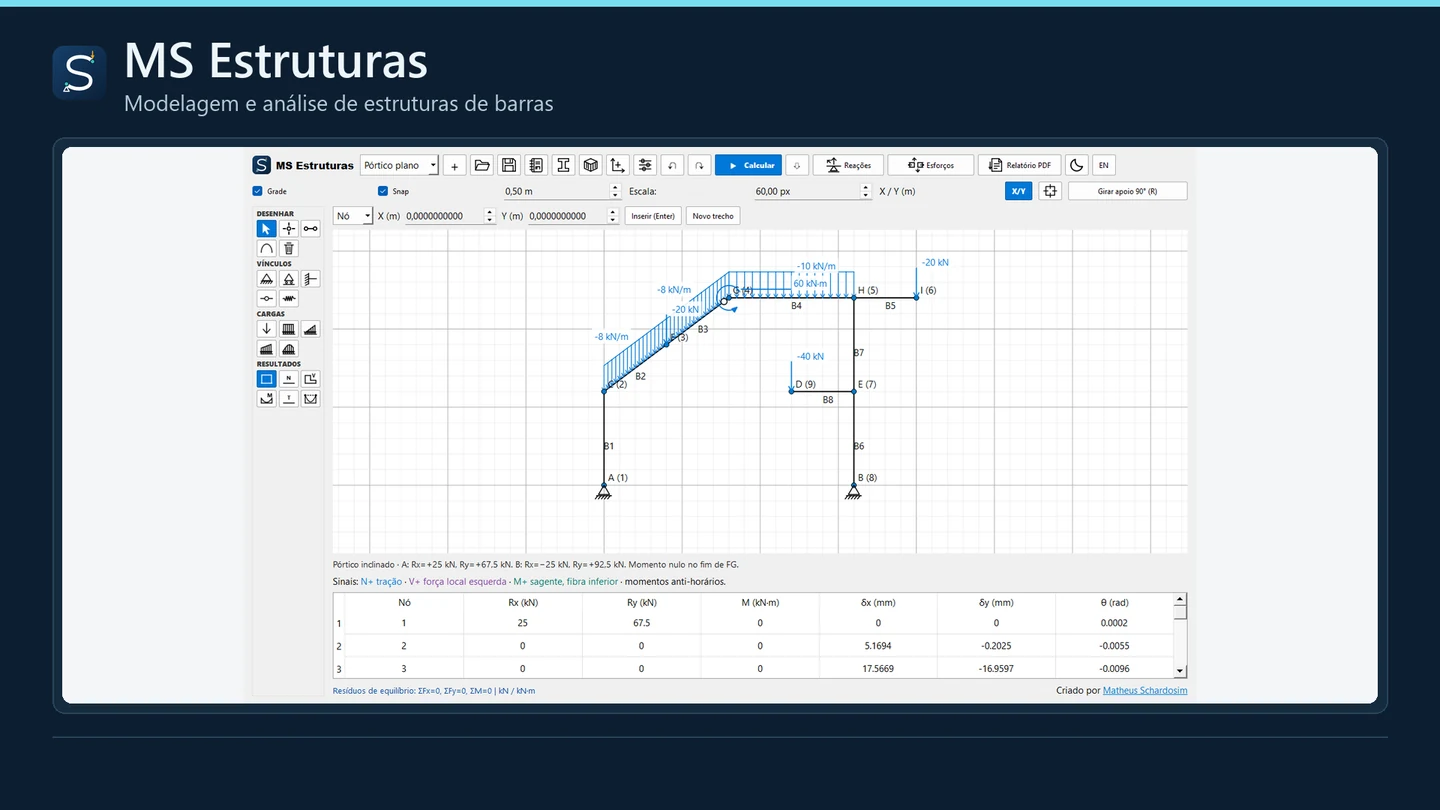 MS Estruturas
Modelagem e análise de estruturas de barras
MS Estruturas Pórtico plano Calcular Reações Esforços Relatório PDF EN
Grade Snap 0,50 m Escala: 60,00 px X / Y (m) X/Y Girar apoio 90° (R)
DESENHAR
Nó X (m) 0,0000000000 Y (m) 0,0000000000 Inserir (Enter) Novo trecho
VÍNCULOS
CARGAS
RESULTADOS
N V
M T
-20 kN
-10 kN/m
60 kN·m
-8 kN/m
G (4)
H (5)
I (6)
B4
B5
-20 kN
B3
-8 kN/m
(3)
B7
-40 kN
B2
(2)
D (9)
E (7)
B8
B1
B6
A (1)
B (8)
Pórtico inclinado · A: Rx=+25 kN, Ry=+67.5 kN. B: Rx=−25 kN, Ry=+92.5 kN. Momento nulo no fim de FG.
Sinais: N+ tração · V+ força local esquerda · M+ sagente, fibra inferior · momentos anti-horários.
Nó Rx (kN) Ry (kN) M (kN·m) δx (mm) δy (mm) θ (rad)
1 1 25 67.5 0 0 0 0.0002
2 2 0 0 0 5.1694 -0.2025 -0.0055
3 3 0 0 0 17.5669 -16.9597 -0.0096
Resíduos de equilíbrio: ΣFx=0, ΣFy=0, ΣM=0 | kN / kN·m
Criado por Matheus Schardosim